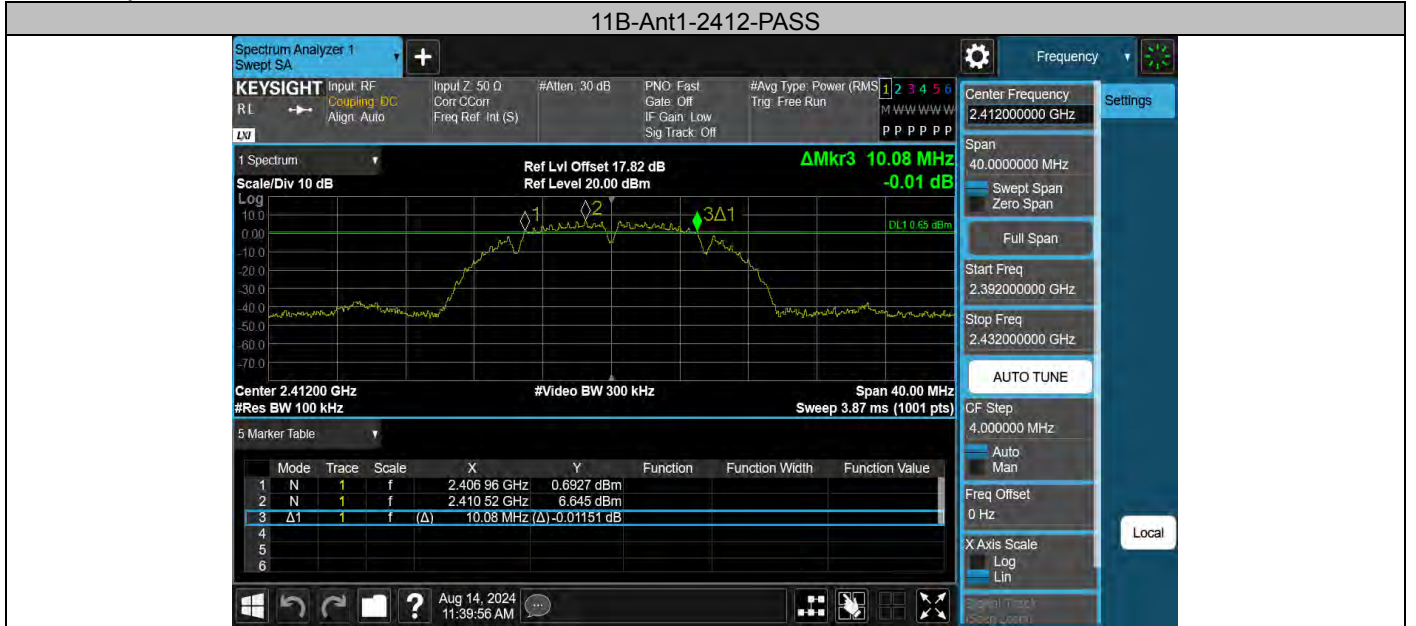 11B-Ant1-2412-PASS
Spectrum Analyzer 1
Swept SA
+
Frequency
KEYSIGHT
RL
LXI
Input: RF
Coupling: DC
Align: Auto
Input Z: 50 Ω
Corr CCorr
Freq Ref: Int (S)
#Atten: 30 dB
PNO: Fast
Gate: Off
IF Gain: Low
Sig Track: Off
#Avg Type: Power (RMS
Trig: Free Run
1 2 3 4 5 6
M W W W W W
P P P P P P
1 Spectrum
Scale/Div 10 dB
Ref Lvl Offset 17.82 dB
Ref Level 20.00 dBm
ΔMkr3 10.08 MHz
-0.01 dB
Log
10.0
0.00
-10.0
-20.0
-30.0
-40.0
-50.0
-60.0
-70.0
1
2
3Δ1
DL1 0.65 dBm
Center 2.41200 GHz
#Video BW 300 kHz
Span 40.00 MHz
#Res BW 100 kHz
Sweep 3.87 ms (1001 pts)
5 Marker Table
Mode Trace Scale X Y Function Function Width Function Value
1 N 1 f 2.406 96 GHz 0.6927 dBm
2 N 1 f 2.410 52 GHz 6.645 dBm
3 Δ1 1 f (Δ) 10.08 MHz (Δ) -0.01151 dB
4
5
6
Center Frequency
2.412000000 GHz
Settings
Span
40.0000000 MHz
Swept Span
Zero Span
Full Span
Start Freq
2.392000000 GHz
Stop Freq
2.432000000 GHz
AUTO TUNE
CF Step
4.000000 MHz
Auto
Man
Freq Offset
0 Hz
X Axis Scale
Log
Lin
Signal Track
(Span Zoom)
Local
?
Aug 14, 2024
11:39:56 AM